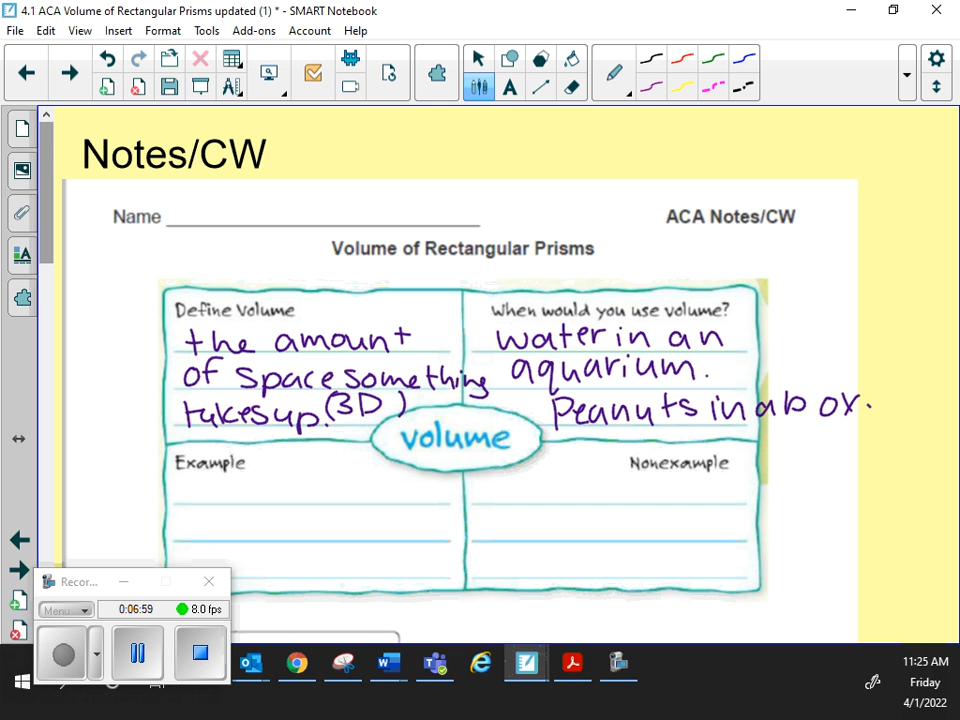 4.1 ACA Volume of Rectangular Prisms updated (1) * - SMART Notebook
File Edit View Insert Format Tools Add-ons Account Help
Notes/CW
Name ACA Notes/CW
Volume of Rectangular Prisms
Define Volume
the amount
of space something
takes up. (3D)
When would you use volume?
water in an
aquarium.
Peanuts in a box.
volume
Example
Nonexample
Recor...
Menu... 0:06:59 8.0 fps
11:25 AM
Friday
4/1/2022